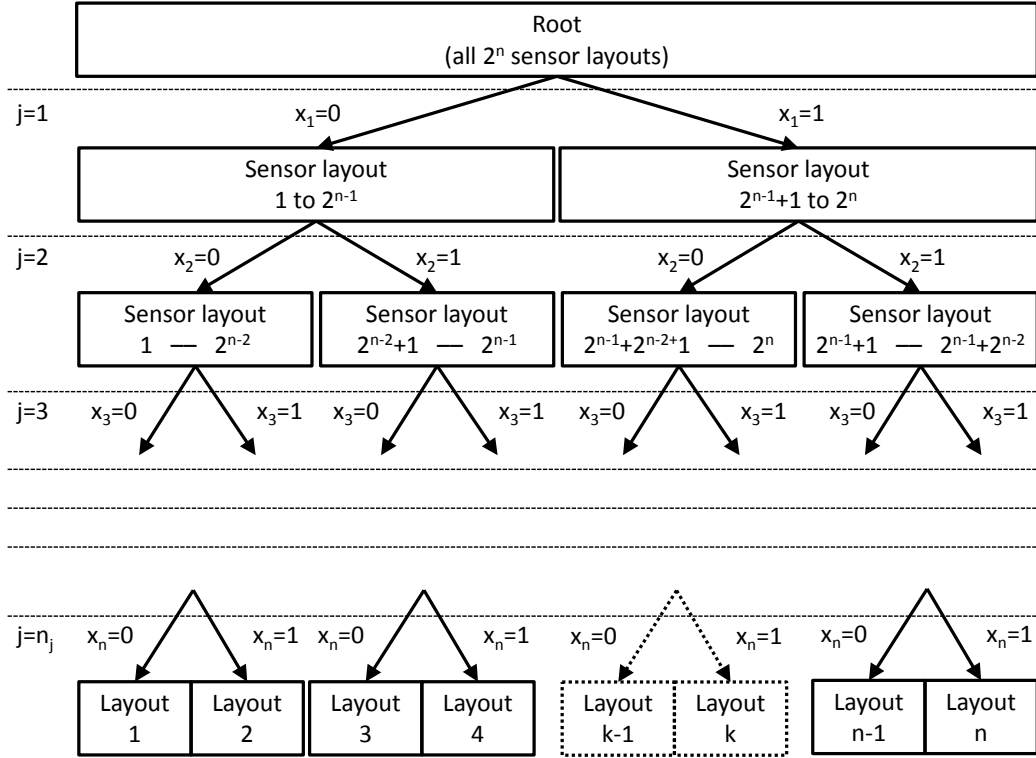 Root
(all 2ⁿ sensor layouts)
j=1 x₁=0 x₁=1
Sensor layout Sensor layout
1 to 2ⁿ⁻¹ 2ⁿ⁻¹+1 to 2ⁿ
j=2 x₂=0 x₂=1 x₂=0 x₂=1
Sensor layout Sensor layout Sensor layout Sensor layout
1 — 2ⁿ⁻² 2ⁿ⁻²+1 — 2ⁿ⁻¹ 2ⁿ⁻¹+2ⁿ⁻²⁺1 — 2ⁿ 2ⁿ⁻¹+1 — 2ⁿ⁻¹+2ⁿ⁻²
j=3 x₃=0 x₃=1 x₃=0 x₃=1 x₃=0 x₃=1 x₃=0 x₃=1
j=nⱼ xₙ=0 xₙ=1 xₙ=0 xₙ=1 xₙ=0 xₙ=1 xₙ=0 xₙ=1
Layout Layout Layout Layout Layout Layout Layout Layout
1 2 3 4 k-1 k n-1 n